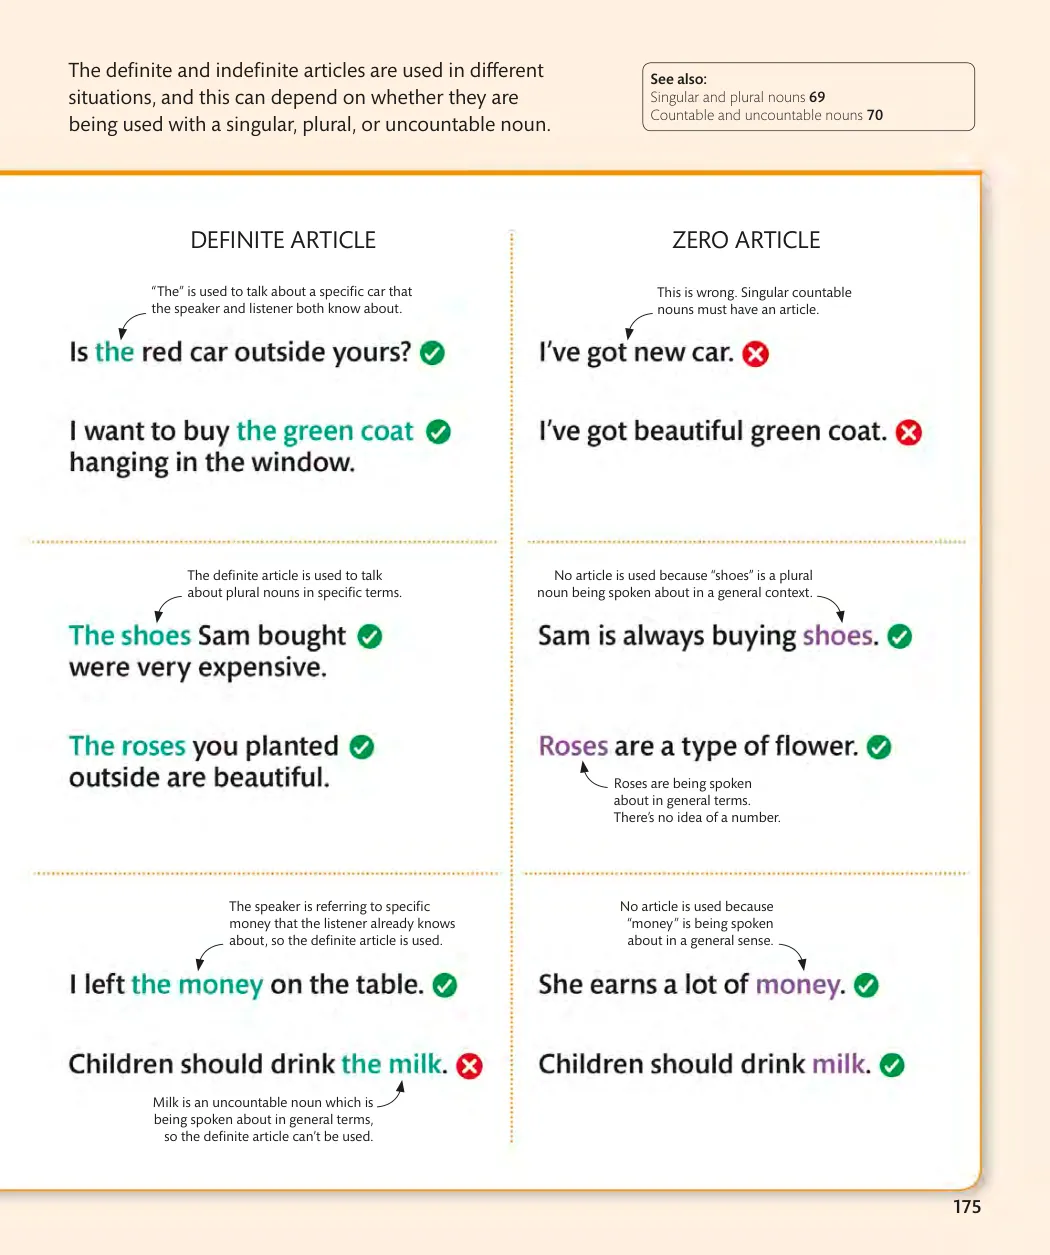 The definite and indefinite articles are used in different
situations, and this can depend on whether they are
being used with a singular, plural, or uncountable noun.
See also:
Singular and plural nouns 69
Countable and uncountable nouns 70
DEFINITE ARTICLE
“The” is used to talk about a specific car that
the speaker and listener both know about.
Is the red car outside yours?
I want to buy the green coat
hanging in the window.
ZERO ARTICLE
This is wrong. Singular countable
nouns must have an article.
I’ve got new car.
I’ve got beautiful green coat.
The definite article is used to talk
about plural nouns in specific terms.
The shoes Sam bought
were very expensive.
The roses you planted
outside are beautiful.
No article is used because “shoes” is a plural
noun being spoken about in a general context.
Sam is always buying shoes.
Roses are a type of flower.
Roses are being spoken
about in general terms.
There’s no idea of a number.
The speaker is referring to specific
money that the listener already knows
about, so the definite article is used.
I left the money on the table.
Children should drink the milk.
Milk is an uncountable noun which is
being spoken about in general terms,
so the definite article can’t be used.
No article is used because
“money” is being spoken
about in a general sense.
She earns a lot of money.
Children should drink milk.
175